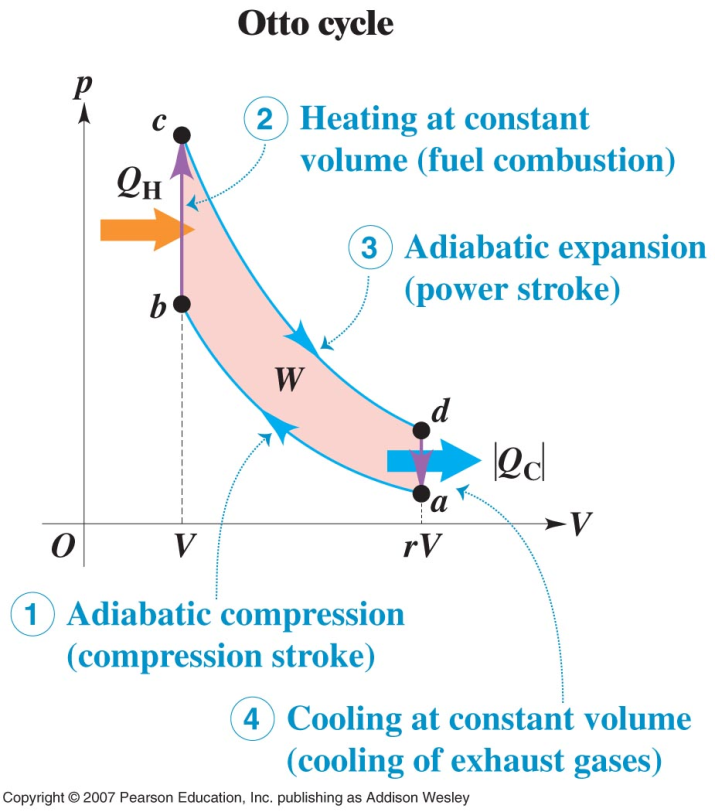 Otto cycle
p
c
2 Heating at constant
volume (fuel combustion)
Q_H
3 Adiabatic expansion
(power stroke)
b
W
d
|Q_C|
a
O
V
rV
V
1 Adiabatic compression
(compression stroke)
4 Cooling at constant volume
(cooling of exhaust gases)
Copyright © 2007 Pearson Education, Inc. publishing as Addison Wesley